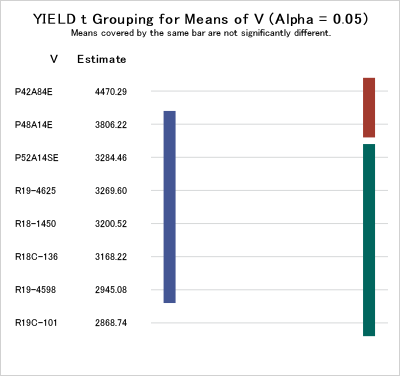 YIELD t Grouping for Means of V (Alpha = 0.05)
Means covered by the same bar are not significantly different.
V Estimate
P42A84E 4470.29
P48A14E 3806.22
P52A14SE 3284.46
R19-4625 3269.60
R18-1450 3200.52
R18C-136 3168.22
R19-4598 2945.08
R19C-101 2868.74